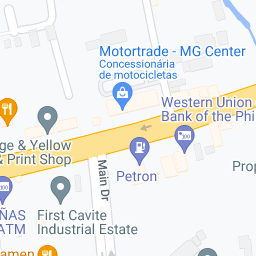 Motortrade - MG Center
Concessionária
de motocicletas
Western Union
Bank of the Phi
ge & Yellow
& Print Shop
Main Dr
Petron
Prop
ÑAS
ATM
First Cavite
Industrial Estate
amen